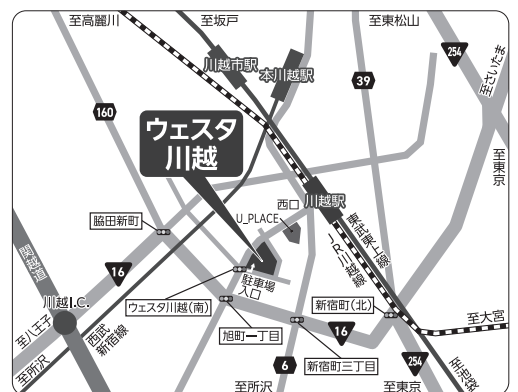 至高麗川
至坂戸
至東松山
254
至さいたま
川越市駅
本川越駅
39
160
ウェスタ
川越
至東京
西口
川越駅
U_PLACE
脇田新町
東武東上線
JR川越線
関越道
16
駐車場
入口
川越I.C.
ウェスタ川越(南)
新宿町(北)
至八王子
西武
新宿線
旭町一丁目
16
至大宮
至所沢
新宿町三丁目
6
254
至所沢
至東京
至池袋